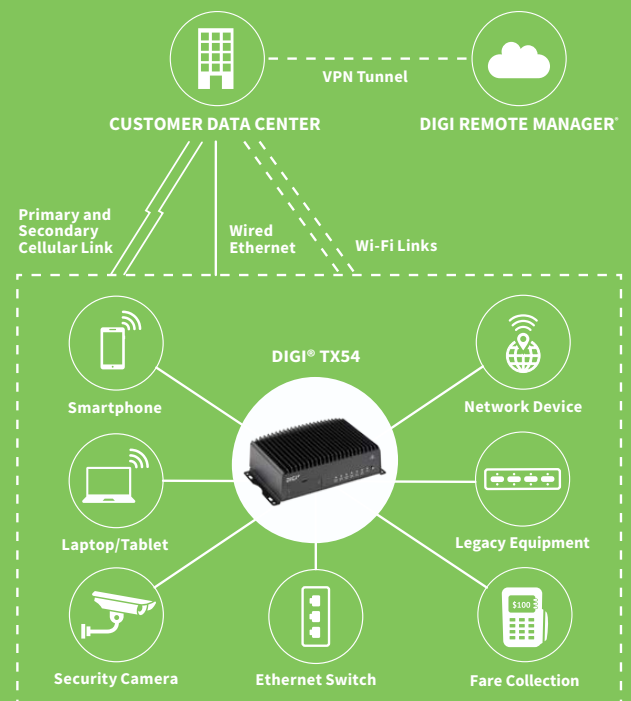 VPN Tunnel
CUSTOMER DATA CENTER
DIGI REMOTE MANAGER®
Primary and
Secondary
Cellular Link
Wired
Ethernet
Wi-Fi Links
DIGI® TX54
Smartphone
Network Device
DIGI
Laptop/Tablet
Legacy Equipment
$100
Security Camera
Ethernet Switch
Fare Collection